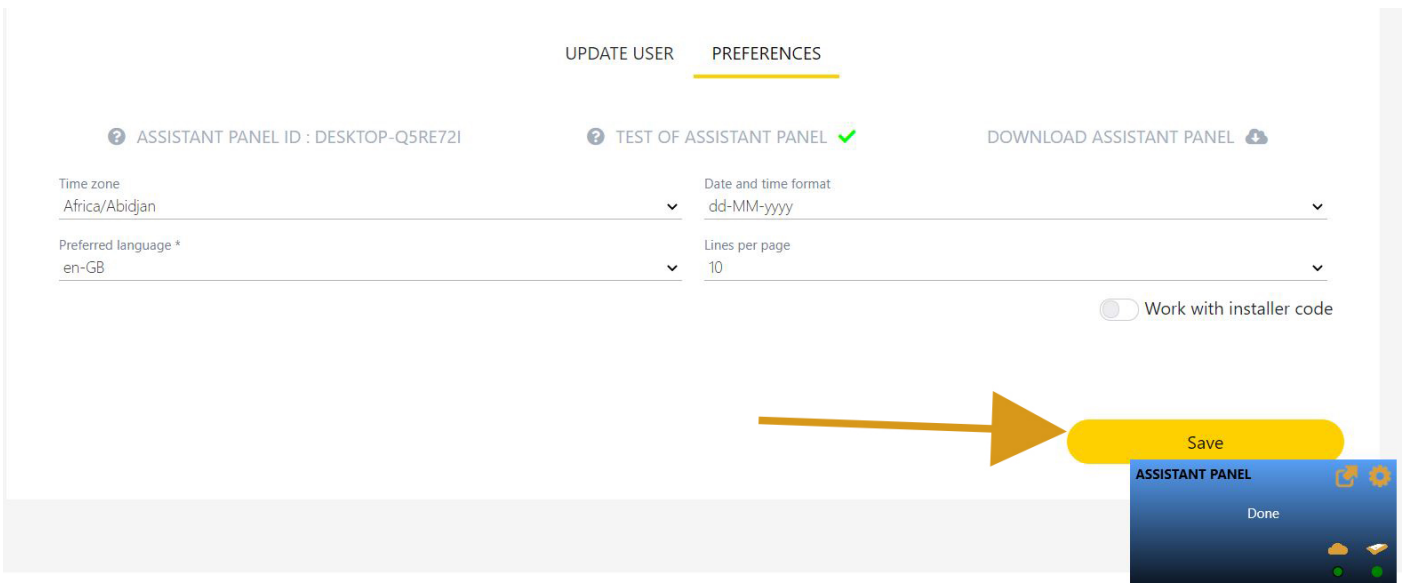 UPDATE USER PREFERENCES
ASSISTANT PANEL ID : DESKTOP-Q5RE72I TEST OF ASSISTANT PANEL DOWNLOAD ASSISTANT PANEL
Time zone Date and time format
Africa/Abidjan dd-MM-yyyy
Preferred language * Lines per page
en-GB 10
Work with installer code
Save
ASSISTANT PANEL
Done